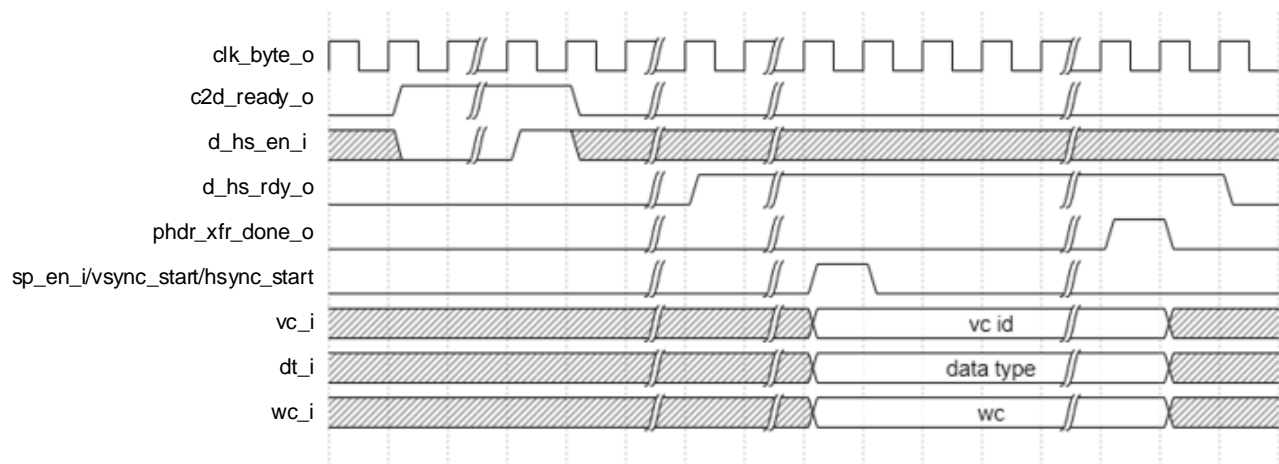 clk_byte_o
c2d_ready_o
d_hs_en_i
d_hs_rdy_o
phdr_xfr_done_o
sp_en_i/vsync_start/hsync_start
vc_i vc id
dt_i data type
wc_i wc